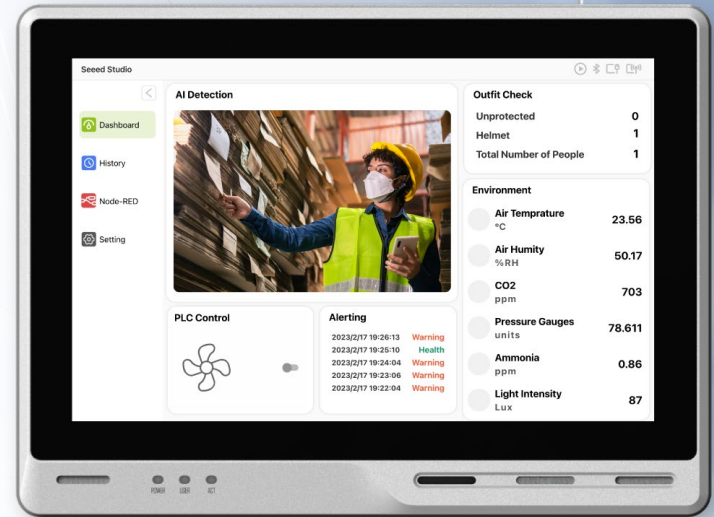 Seeed Studio
Dashboard
History
Node-RED
Setting
AI Detection
PLC Control
Alerting
2023/2/17 19:26:13 Warning
2023/2/17 19:25:10 Health
2023/2/17 19:24:04 Warning
2023/2/17 19:23:06 Warning
2023/2/17 19:22:04 Warning
Outfit Check
Unprotected 0
Helmet 1
Total Number of People 1
Environment
Air Temprature 23.56
°C
Air Humity 50.17
%RH
CO2 703
ppm
Pressure Gauges 78.611
units
Ammonia 0.86
ppm
Light Intensity 87
Lux
POWER USER ACT